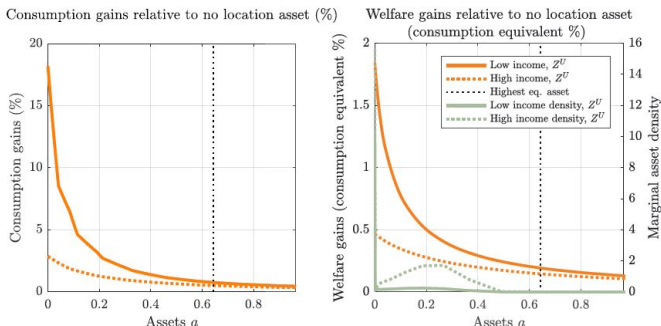 Consumption gains relative to no location asset (%)
Consumption gains (%)
20
15
10
5
0
0
0.2
0.4
0.6
0.8
Assets a
Welfare gains relative to no location asset
(consumption equivalent %)
Welfare gains (consumption equivalent %)
2
1.5
1
0.5
0
Low income, Z^U
High income, Z^U
Highest eq. asset
Low income density, Z^U
High income density, Z^U
16
14
12
10
8
6
4
2
0
Marginal asset density
0
0.2
0.4
0.6
0.8
Assets a